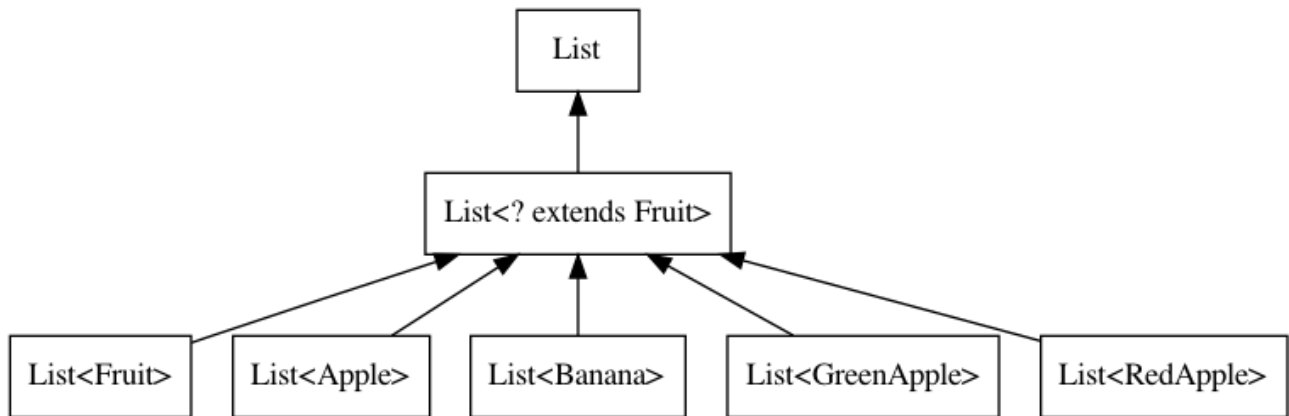 List
List<? extends Fruit>
List<Fruit>
List<Apple>
List<Banana>
List<GreenApple>
List<RedApple>